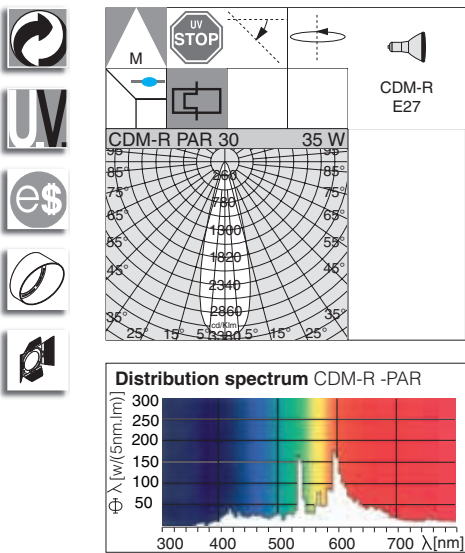 U.V.
e$
M
UV
STOP
CDM-R
E27
CDM-R PAR 30 35 W
95° 95°
85° 260 85°
75° 780 75°
65° 1300 65°
55° 1820 55°
45° 2340 45°
35° 2860 35°
cd/Klm
25° 15° 5° 3380 5° 15° 25°
Distribution spectrum CDM-R -PAR
Φ λ [w/(5nm.lm)]
300
250
200
150
100
50
300 400 500 600 700 λ[nm]